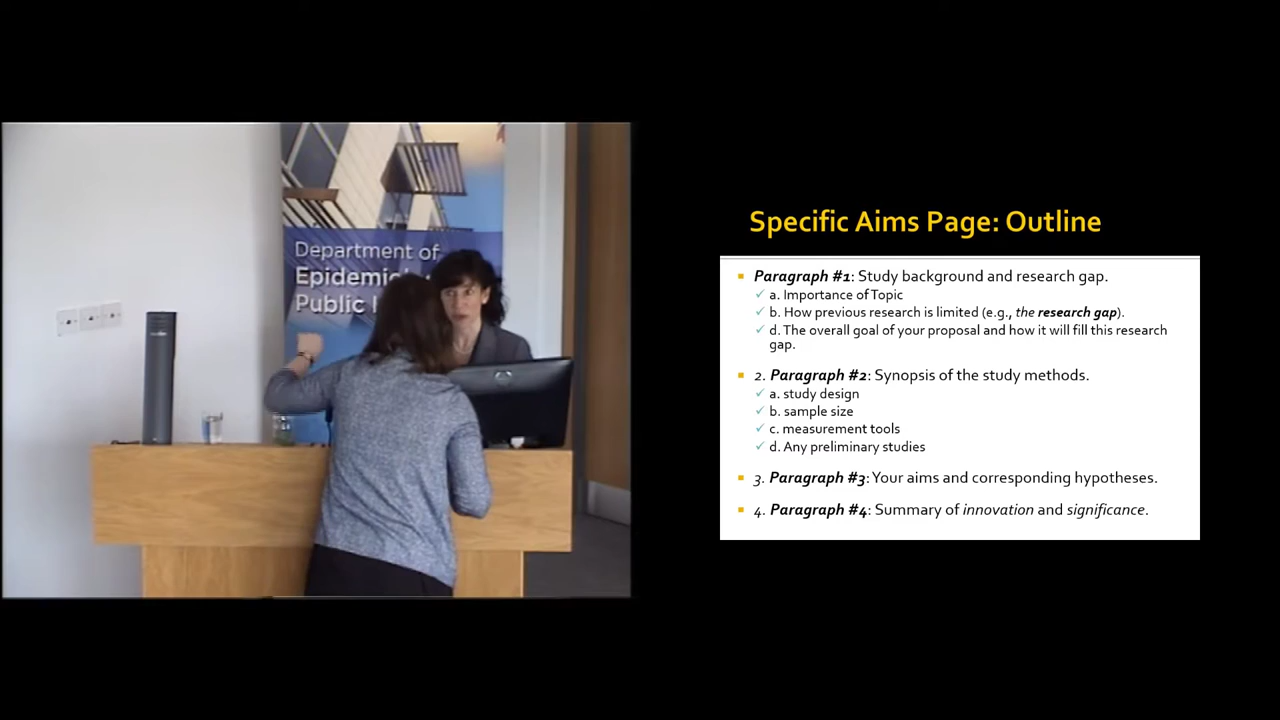 Department of
Epidemi
Public
Specific Aims Page: Outline
Paragraph #1: Study background and research gap.
a. Importance of Topic
b. How previous research is limited (e.g., the research gap).
d. The overall goal of your proposal and how it will fill this research
gap.
2. Paragraph #2: Synopsis of the study methods.
a. study design
b. sample size
c. measurement tools
d. Any preliminary studies
3. Paragraph #3: Your aims and corresponding hypotheses.
4. Paragraph #4: Summary of innovation and significance.